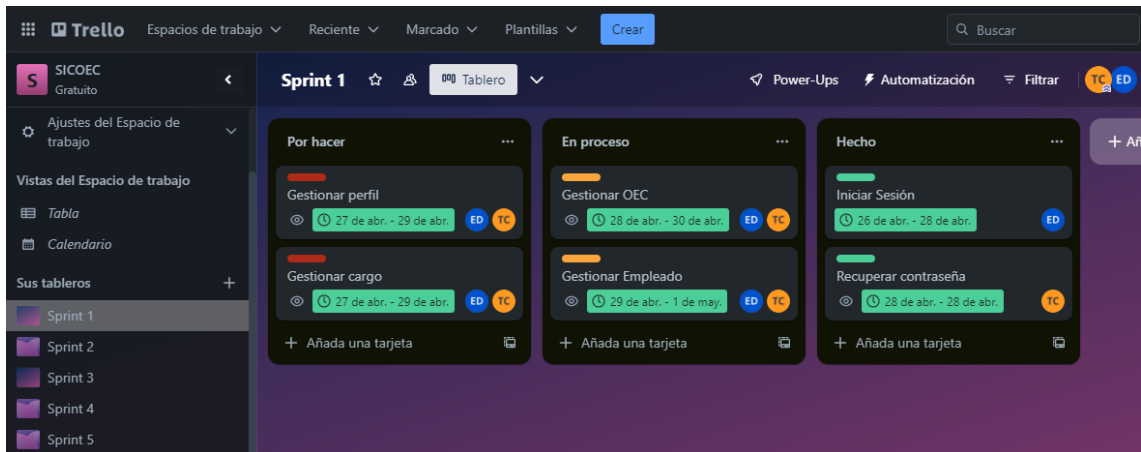 Trello
Espacios de trabajo
Reciente
Marcado
Plantillas
Crear
Buscar
S
SICOEC
Gratuito
Sprint 1
Tablero
Power-Ups
Automatización
Filtrar
TC
ED
Ajustes del Espacio de
trabajo
Vistas del Espacio de trabajo
Tabla
Calendario
Sus tableros
Sprint 1
Sprint 2
Sprint 3
Sprint 4
Sprint 5
Por hacer
Gestionar perfil
27 de abr. - 29 de abr.
ED
TC
Gestionar cargo
27 de abr. - 29 de abr.
ED
TC
+ Añada una tarjeta
En proceso
Gestionar OEC
28 de abr. - 30 de abr.
ED
TC
Gestionar Empleado
29 de abr. - 1 de may.
ED
TC
+ Añada una tarjeta
Hecho
Iniciar Sesión
26 de abr. - 28 de abr.
ED
Recuperar contraseña
28 de abr. - 28 de abr.
TC
+ Añada una tarjeta